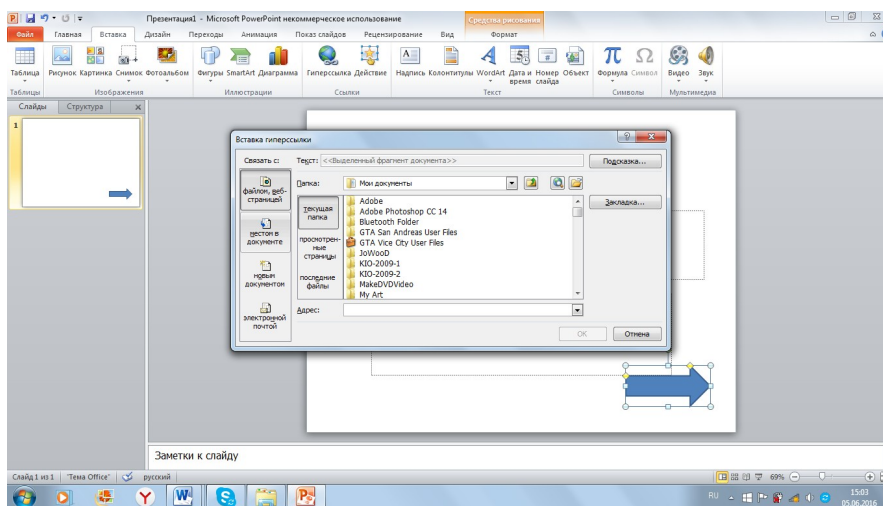 Презентация1 - Microsoft PowerPoint некоммерческое использование
Средства рисования
Файл Главная Вставка Дизайн Переходы Анимация Показ слайдов Рецензирование Вид Формат
Таблица Рисунок Картинка Снимок Фотоальбом Фигуры SmartArt Диаграмма Гиперссылка Действие Надпись Колонтитулы WordArt Дата и время Номер слайда Объект Формула Символ Видео Звук
Таблицы Изображения Иллюстрации Ссылки Текст Символы Мультимедиа
Слайды Структура
1
Вставка гиперссылки
Связать с:
Текст: <<Выделенный фрагмент документа>>
Подсказка...
файлом, веб-страницей
местом в документе
новым документом
электронной почтой
Папка: Мои документы
Закладка...
текущая папка
просмотренные страницы
последние файлы
Adobe
Adobe Photoshop CC 14
Bluetooth Folder
GTA San Andreas User Files
GTA Vice City User Files
JoWooD
KIO-2009-1
KIO-2009-2
MakeDVDVideo
My Art
Адрес:
ОК Отмена
Заметки к слайду
Слайд 1 из 1 "Тема Office" русский 69%
RU 15:03
05.06.2016